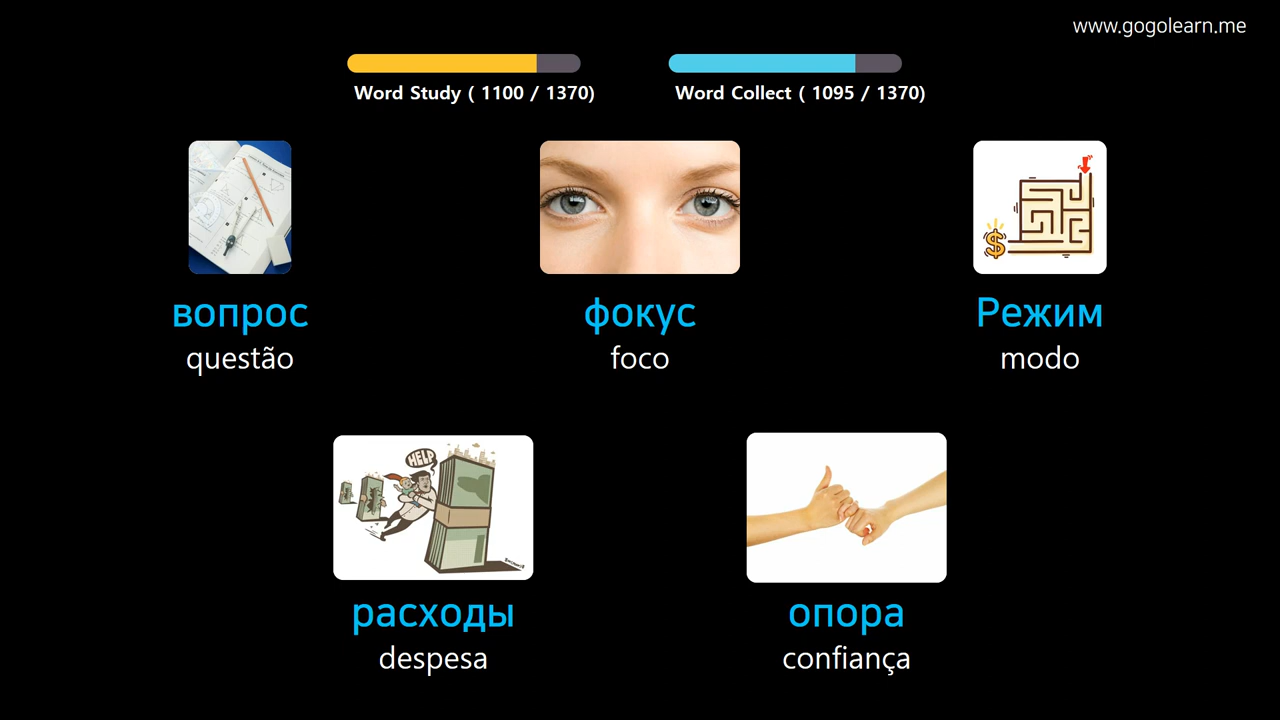 www.gogolearn.me
Word Study ( 1100 / 1370)
Word Collect ( 1095 / 1370)
вопрос
questão
фокус
foco
Режим
modo
HELP
расходы
despesa
опора
confiança